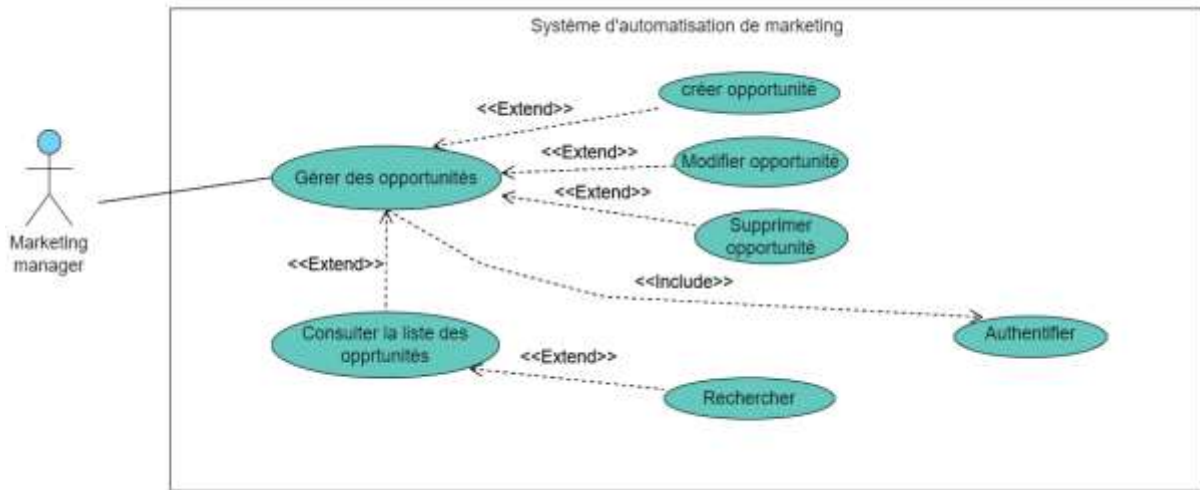 Système d'automatisation de marketing
créer opportunité
<<Extend>>
<<Extend>>
Modifier opportunité
Gérer des opportunités
<<Extend>>
Supprimer
opportunité
Marketing
manager
<<Extend>>
<<Include>>
Consulter la liste des
opprtunités
Authentifier
<<Extend>>
Rechercher